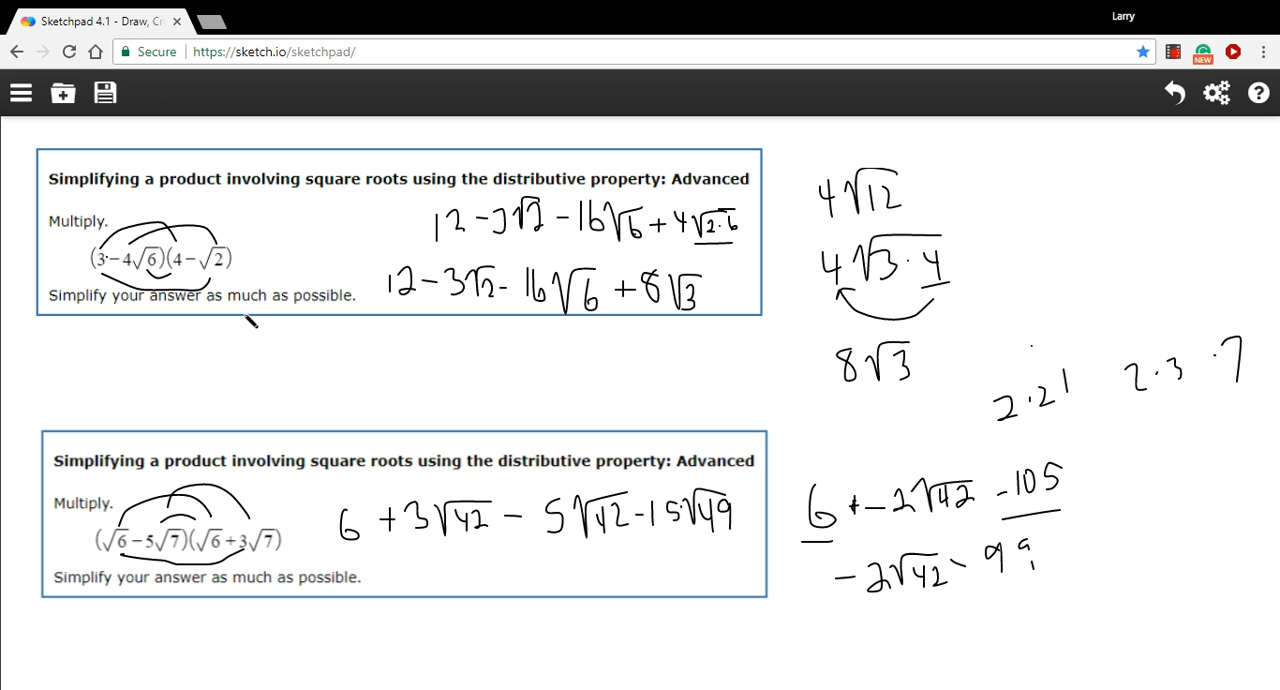 Larry
Sketchpad 4.1 - Draw, Cr
Secure https://sketch.io/sketchpad/
NEW
Simplifying a product involving square roots using the distributive property: Advanced
Multiply.
12 - 3√2 - 16√6 + 4√2·6
(3 - 4√6)(4 - √2)
12 - 3√2 - 16√6 + 8√3
Simplify your answer as much as possible.
4√12
4√3·4
8√3
2·21 2·3·7
Simplifying a product involving square roots using the distributive property: Advanced
Multiply.
6 + 3√42 - 5√42 - 15√49
(√6 - 5√7)(√6 + 3√7)
Simplify your answer as much as possible.
6 + - 2√42 - 105
- 2√42 - 99